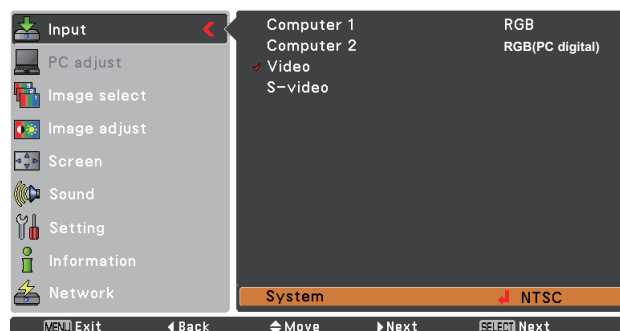 Input
PC adjust
Image select
Image adjust
Screen
Sound
Setting
Information
Network
Computer 1 RGB
Computer 2 RGB(PC digital)
Video
S-video
System NTSC
MENU Exit Back Move Next SELECT Next